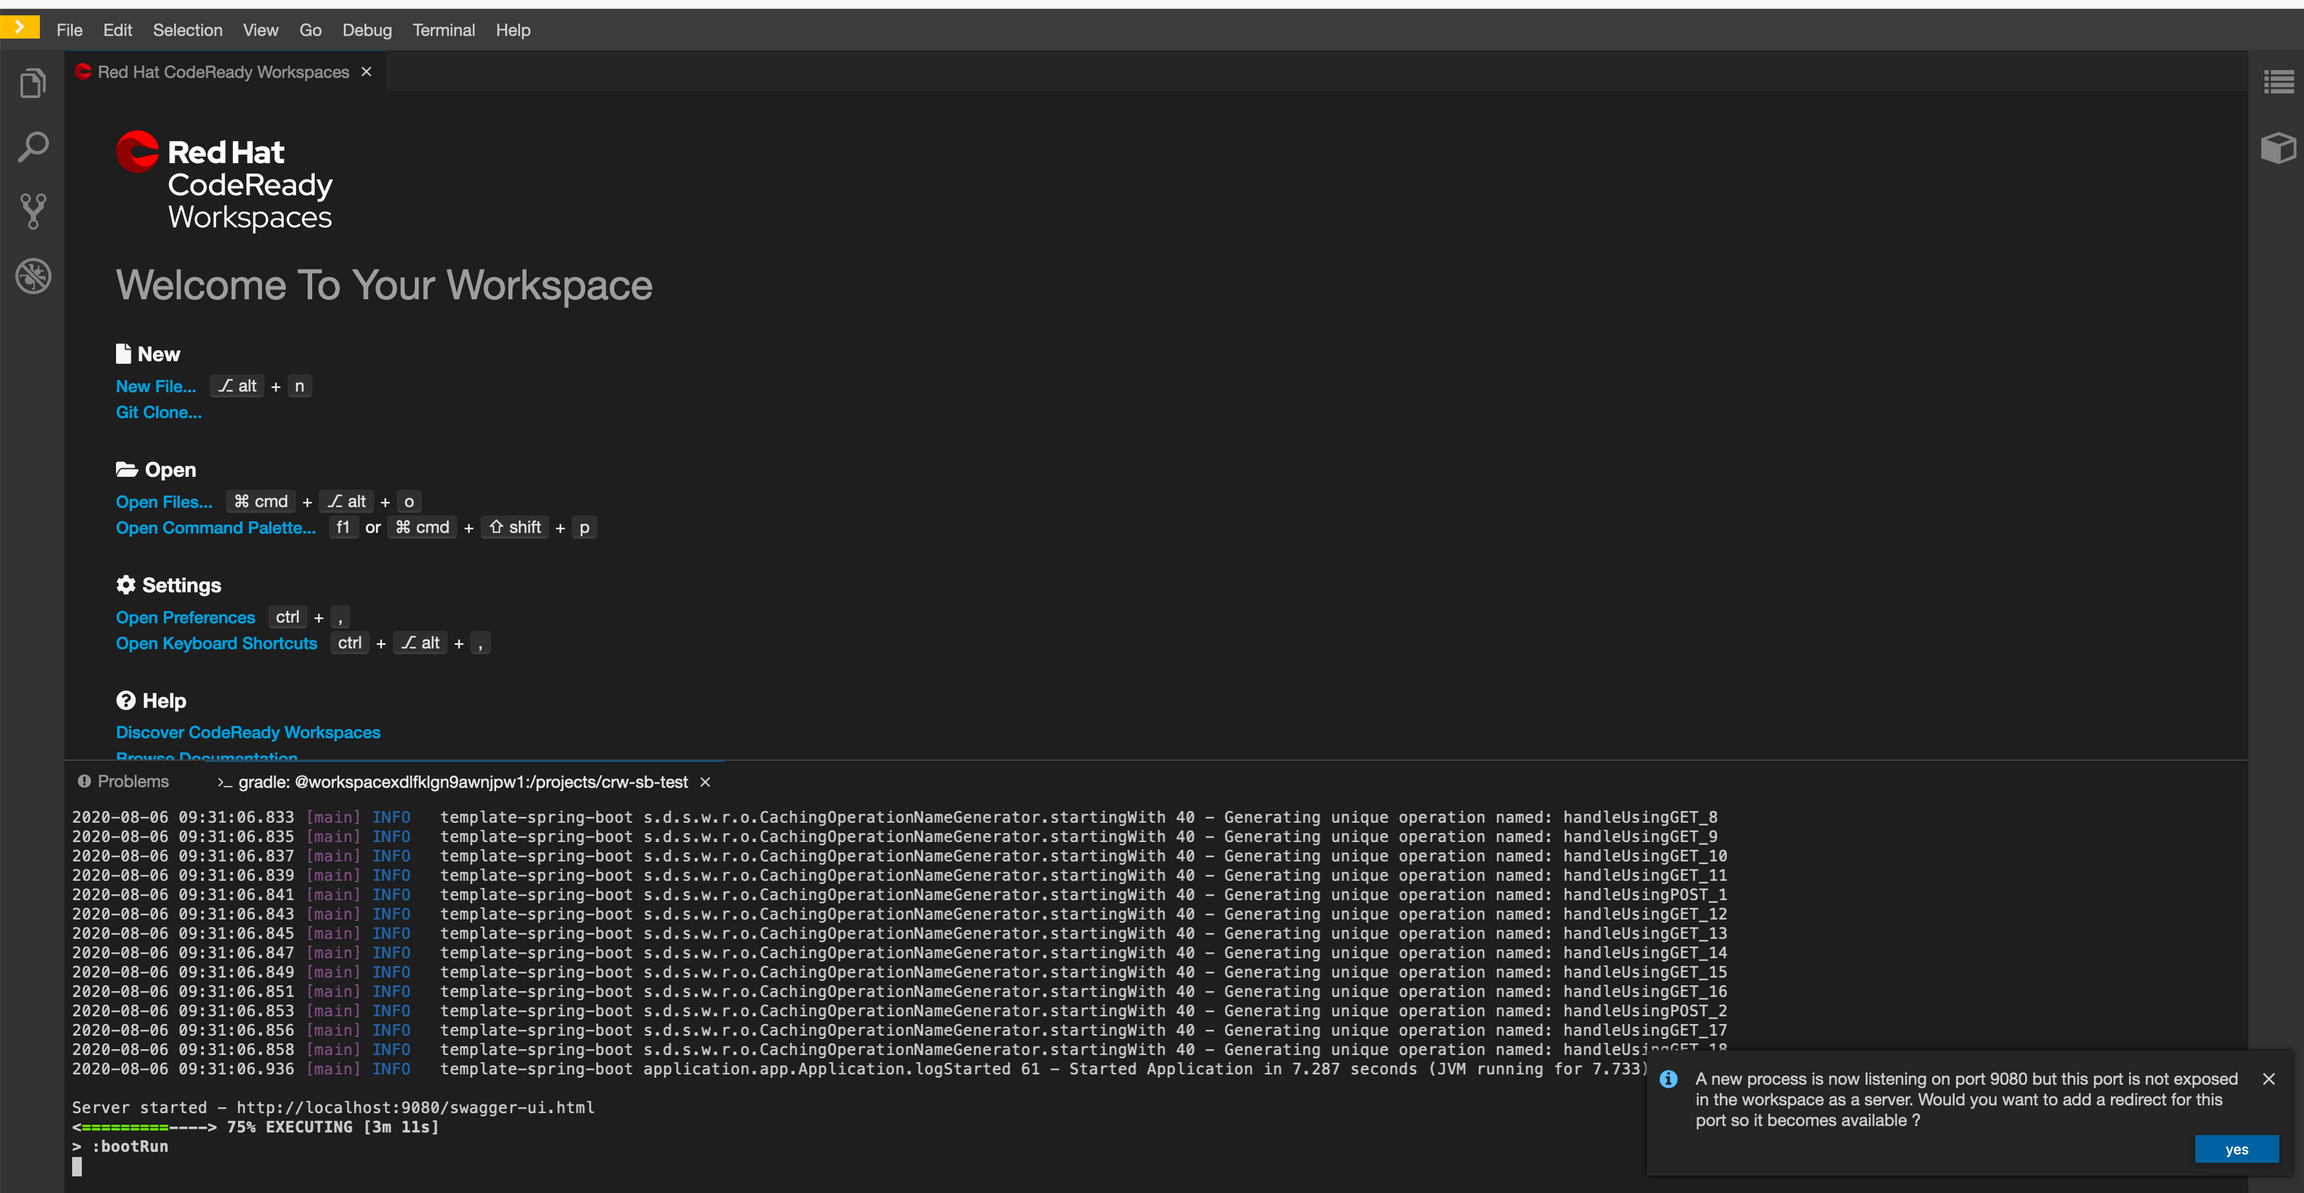 File Edit Selection View Go Debug Terminal Help
Red Hat CodeReady Workspaces ×
Red Hat
CodeReady
Workspaces
Welcome To Your Workspace
New
New File... ⌥ alt + n
Git Clone...
Open
Open Files... ⌘ cmd + ⌥ alt + o
Open Command Palette... f1 or ⌘ cmd + ⇧ shift + p
Settings
Open Preferences ctrl + ,
Open Keyboard Shortcuts ctrl + ⌥ alt + ,
Help
Discover CodeReady Workspaces
Browse Documentation
Problems >_ gradle: @workspacexdlfklgn9awnjpw1:/projects/crw-sb-test ×
2020-08-06 09:31:06.833 [main] INFO template-spring-boot s.d.s.w.r.o.CachingOperationNameGenerator.startingWith 40 - Generating unique operation named: handleUsingGET_8
2020-08-06 09:31:06.835 [main] INFO template-spring-boot s.d.s.w.r.o.CachingOperationNameGenerator.startingWith 40 - Generating unique operation named: handleUsingGET_9
2020-08-06 09:31:06.837 [main] INFO template-spring-boot s.d.s.w.r.o.CachingOperationNameGenerator.startingWith 40 - Generating unique operation named: handleUsingGET_10
2020-08-06 09:31:06.839 [main] INFO template-spring-boot s.d.s.w.r.o.CachingOperationNameGenerator.startingWith 40 - Generating unique operation named: handleUsingGET_11
2020-08-06 09:31:06.841 [main] INFO template-spring-boot s.d.s.w.r.o.CachingOperationNameGenerator.startingWith 40 - Generating unique operation named: handleUsingPOST_1
2020-08-06 09:31:06.843 [main] INFO template-spring-boot s.d.s.w.r.o.CachingOperationNameGenerator.startingWith 40 - Generating unique operation named: handleUsingGET_12
2020-08-06 09:31:06.845 [main] INFO template-spring-boot s.d.s.w.r.o.CachingOperationNameGenerator.startingWith 40 - Generating unique operation named: handleUsingGET_13
2020-08-06 09:31:06.847 [main] INFO template-spring-boot s.d.s.w.r.o.CachingOperationNameGenerator.startingWith 40 - Generating unique operation named: handleUsingGET_14
2020-08-06 09:31:06.849 [main] INFO template-spring-boot s.d.s.w.r.o.CachingOperationNameGenerator.startingWith 40 - Generating unique operation named: handleUsingGET_15
2020-08-06 09:31:06.851 [main] INFO template-spring-boot s.d.s.w.r.o.CachingOperationNameGenerator.startingWith 40 - Generating unique operation named: handleUsingGET_16
2020-08-06 09:31:06.853 [main] INFO template-spring-boot s.d.s.w.r.o.CachingOperationNameGenerator.startingWith 40 - Generating unique operation named: handleUsingPOST_2
2020-08-06 09:31:06.856 [main] INFO template-spring-boot s.d.s.w.r.o.CachingOperationNameGenerator.startingWith 40 - Generating unique operation named: handleUsingGET_17
2020-08-06 09:31:06.858 [main] INFO template-spring-boot s.d.s.w.r.o.CachingOperationNameGenerator.startingWith 40 - Generating unique operation named: handleUsingGET_18
2020-08-06 09:31:06.936 [main] INFO template-spring-boot application.app.Application.logStarted 61 - Started Application in 7.287 seconds (JVM running for 7.733)
Server started - http://localhost:9080/swagger-ui.html
<=========----> 75% EXECUTING [3m 11s]
> :bootRun
A new process is now listening on port 9080 but this port is not exposed ×
in the workspace as a server. Would you want to add a redirect for this
port so it becomes available ?
yes